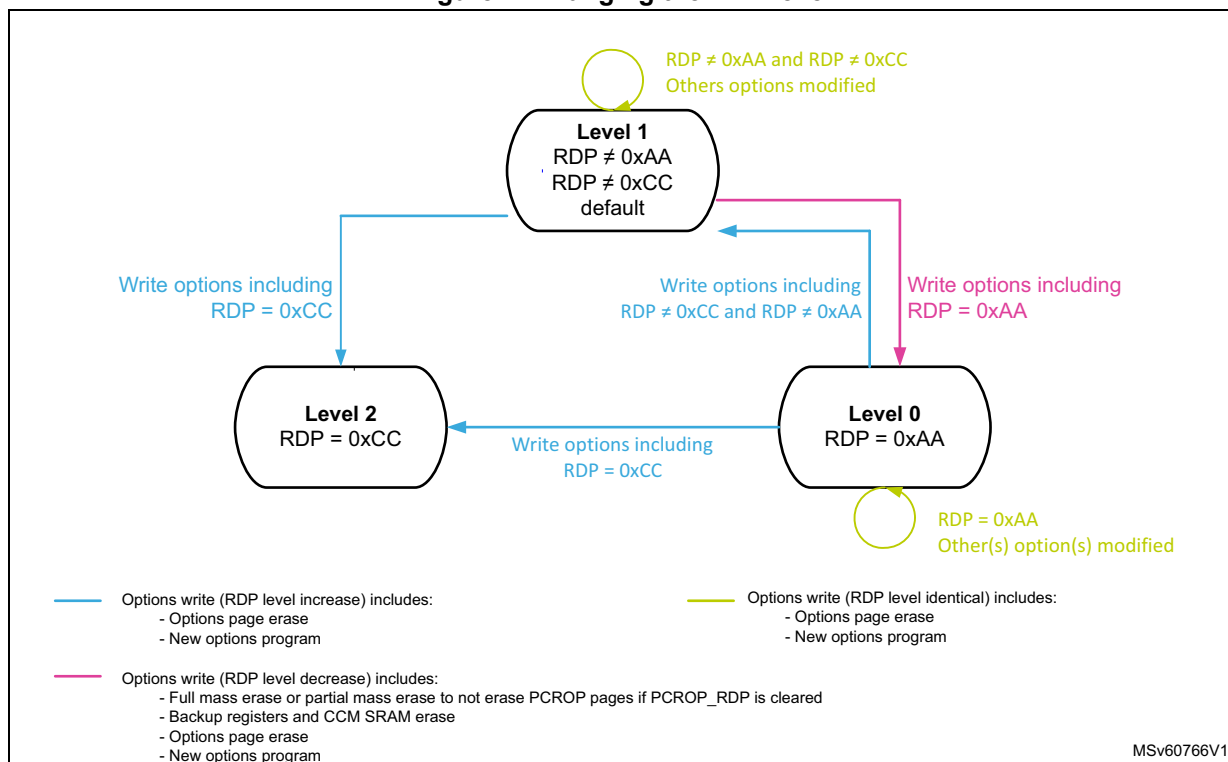 RDP ≠ 0xAA and RDP ≠ 0xCC
Others options modified
Level 1
RDP ≠ 0xAA
RDP ≠ 0xCC
default
Write options including
RDP = 0xCC
Write options including
RDP ≠ 0xCC and RDP ≠ 0xAA
Write options including
RDP = 0xAA
Level 2
RDP = 0xCC
Write options including
RDP = 0xCC
Level 0
RDP = 0xAA
RDP = 0xAA
Other(s) option(s) modified
Options write (RDP level increase) includes:
- Options page erase
- New options program
Options write (RDP level identical) includes:
- Options page erase
- New options program
Options write (RDP level decrease) includes:
- Full mass erase or partial mass erase to not erase PCROP pages if PCROP_RDP is cleared
- Backup registers and CCM SRAM erase
- Options page erase
- New options program
MSv60766V1